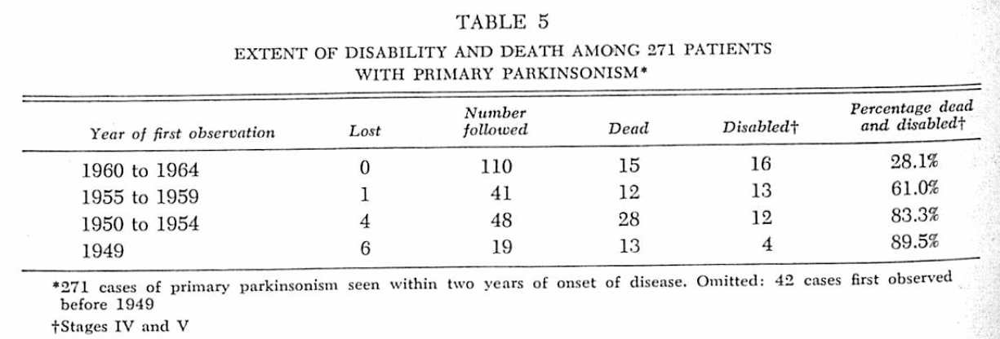 TABLE 5
EXTENT OF DISABILITY AND DEATH AMONG 271 PATIENTS
WITH PRIMARY PARKINSONISM*
Year of first observation Lost Number followed Dead Disabled† Percentage dead and disabled†
1960 to 1964 0 110 15 16 28.1%
1955 to 1959 1 41 12 13 61.0%
1950 to 1954 4 48 28 12 83.3%
1949 6 19 13 4 89.5%
*271 cases of primary parkinsonism seen within two years of onset of disease. Omitted: 42 cases first observed
before 1949
†Stages IV and V